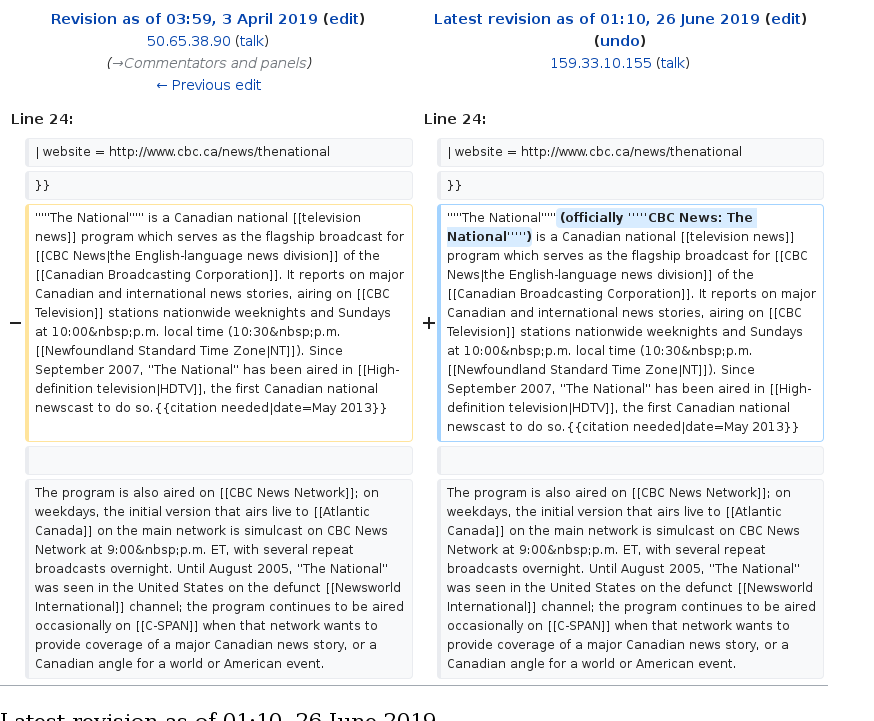 Revision as of 03:59, 3 April 2019 (edit)
50.65.38.90 (talk)
(→Commentators and panels)
← Previous edit
Latest revision as of 01:10, 26 June 2019 (edit)
(undo)
159.33.10.155 (talk)
Line 24:
Line 24:
| website = http://www.cbc.ca/news/thenational
| website = http://www.cbc.ca/news/thenational
}}
}}
−
'''''The National''''' is a Canadian national [[television
news]] program which serves as the flagship broadcast for
[[CBC News|the English-language news division]] of the
[[Canadian Broadcasting Corporation]]. It reports on major
Canadian and international news stories, airing on [[CBC
Television]] stations nationwide weeknights and Sundays
at 10:00&nbsp;p.m. local time (10:30&nbsp;p.m.
[[Newfoundland Standard Time Zone|NT]]). Since
September 2007, ''The National'' has been aired in [[High-
definition television|HDTV]], the first Canadian national
newscast to do so.{{citation needed|date=May 2013}}
+
'''''The National''''' (officially '''''CBC News: The
National''''') is a Canadian national [[television news]]
program which serves as the flagship broadcast for [[CBC
News|the English-language news division]] of the
[[Canadian Broadcasting Corporation]]. It reports on major
Canadian and international news stories, airing on [[CBC
Television]] stations nationwide weeknights and Sundays
at 10:00&nbsp;p.m. local time (10:30&nbsp;p.m.
[[Newfoundland Standard Time Zone|NT]]). Since
September 2007, ''The National'' has been aired in [[High-
definition television|HDTV]], the first Canadian national
newscast to do so.{{citation needed|date=May 2013}}
The program is also aired on [[CBC News Network]]; on
weekdays, the initial version that airs live to [[Atlantic
Canada]] on the main network is simulcast on CBC News
Network at 9:00&nbsp;p.m. ET, with several repeat
broadcasts overnight. Until August 2005, ''The National''
was seen in the United States on the defunct [[Newsworld
International]] channel; the program continues to be aired
occasionally on [[C-SPAN]] when that network wants to
provide coverage of a major Canadian news story, or a
Canadian angle for a world or American event.
The program is also aired on [[CBC News Network]]; on
weekdays, the initial version that airs live to [[Atlantic
Canada]] on the main network is simulcast on CBC News
Network at 9:00&nbsp;p.m. ET, with several repeat
broadcasts overnight. Until August 2005, ''The National''
was seen in the United States on the defunct [[Newsworld
International]] channel; the program continues to be aired
occasionally on [[C-SPAN]] when that network wants to
provide coverage of a major Canadian news story, or a
Canadian angle for a world or American event.
Latest revision as of 01:10, 26 June 2019